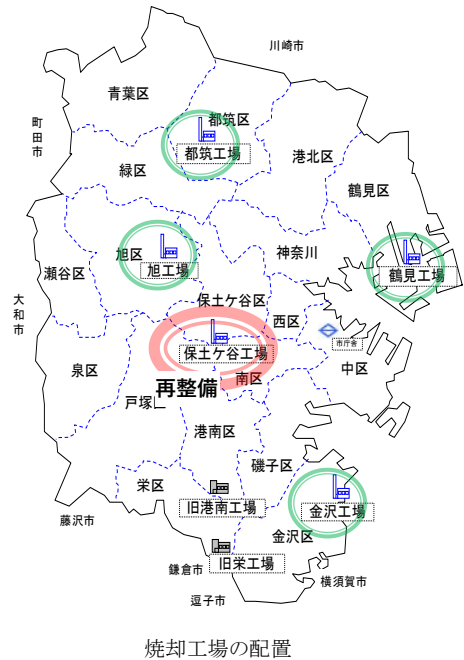 川崎市
青葉区
町田市
都筑区
都筑工場
港北区
緑区
鶴見区
旭区
神奈川
瀬谷区
旭工場
鶴見工場
大和市
保土ケ谷区
西区
市庁舎
保土ケ谷工場
泉区
中区
南区
再整備
戸塚
港南区
磯子区
栄区
旧港南工場
金沢工場
藤沢市
金沢区
旧栄工場
鎌倉市
横須賀市
逗子市
焼却工場の配置